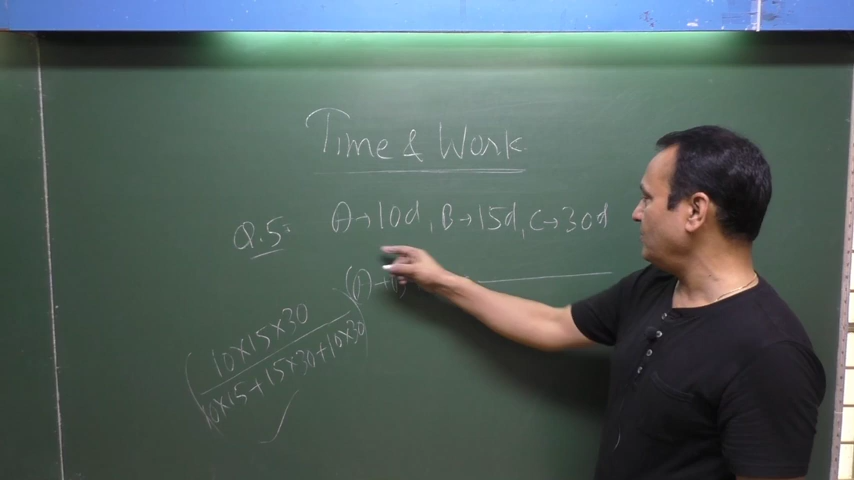 Time & Work
Q.5: A→10d, B→15d, C→30d
10×15×30
10×15+15×30+10×30